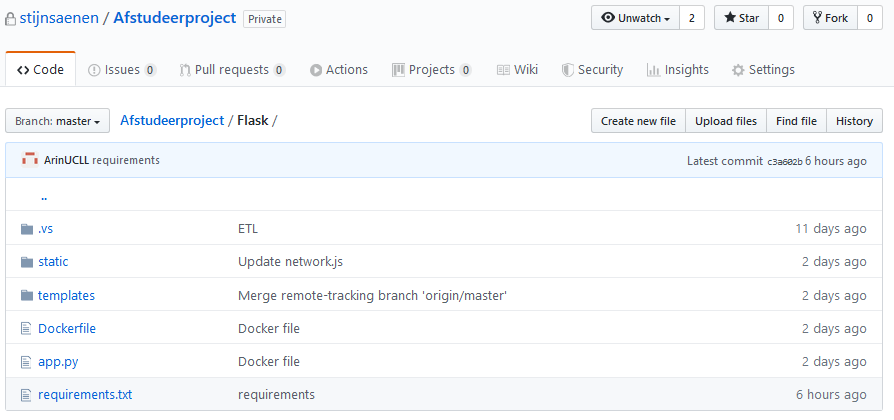 stijnsaenen / Afstudeerproject Private Unwatch 2 Star 0 Fork 0
Code Issues 0 Pull requests 0 Actions Projects 0 Wiki Security Insights Settings
Branch: master Afstudeerproject / Flask / Create new file Upload files Find file History
ArinUCLL requirements Latest commit c3a602b 6 hours ago
..
.vs ETL 11 days ago
static Update network.js 2 days ago
templates Merge remote-tracking branch 'origin/master' 2 days ago
Dockerfile Docker file 2 days ago
app.py Docker file 2 days ago
requirements.txt requirements 6 hours ago